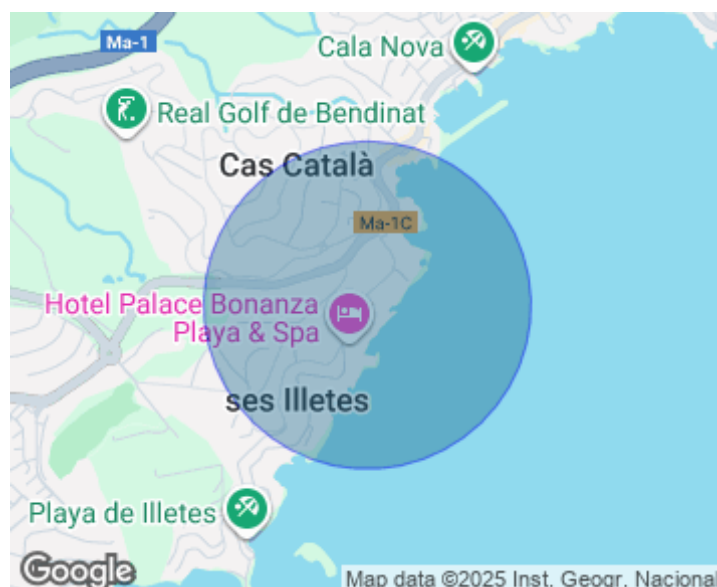 Ma-1
Cala Nova
Real Golf de Bendinat
Cas Català
Ma-1C
Hotel Palace Bonanza
Playa & Spa
ses Illetes
Playa de Illetes
Google
Map data ©2025 Inst. Geogr. Nacional